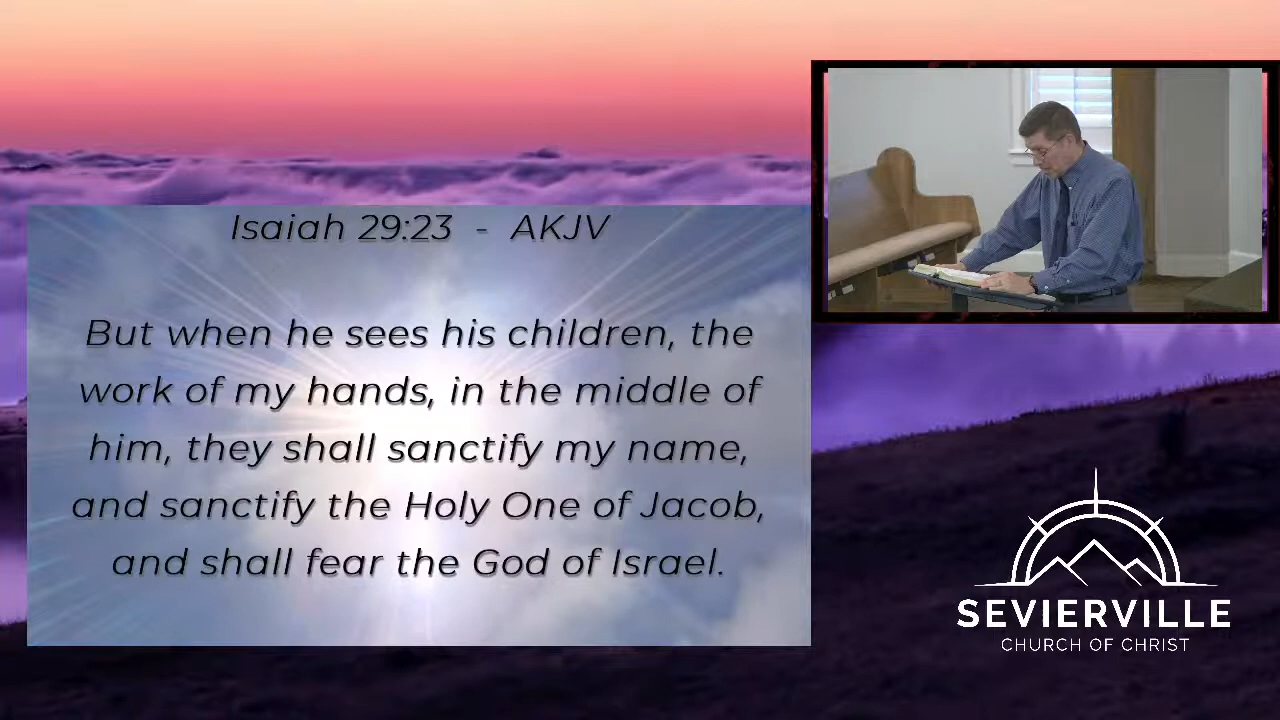 Isaiah 29:23 - AKJV
But when he sees his children, the
work of my hands, in the middle of
him, they shall sanctify my name,
and sanctify the Holy One of Jacob,
and shall fear the God of Israel.
SEVIERVILLE
CHURCH OF CHRIST